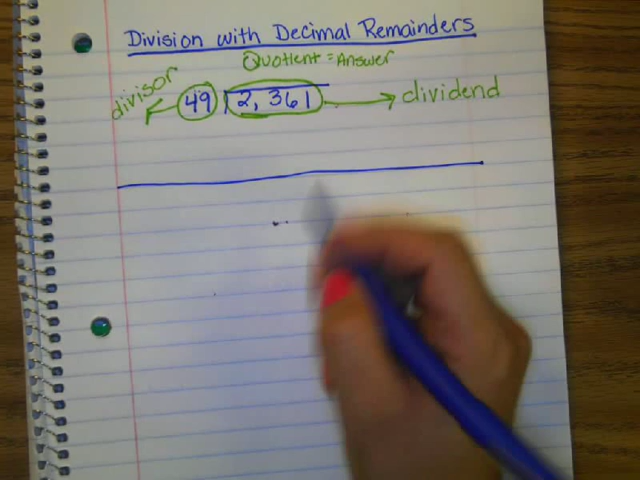 Division with Decimal Remainders
Quotient = Answer
divisor 49 2,361 dividend